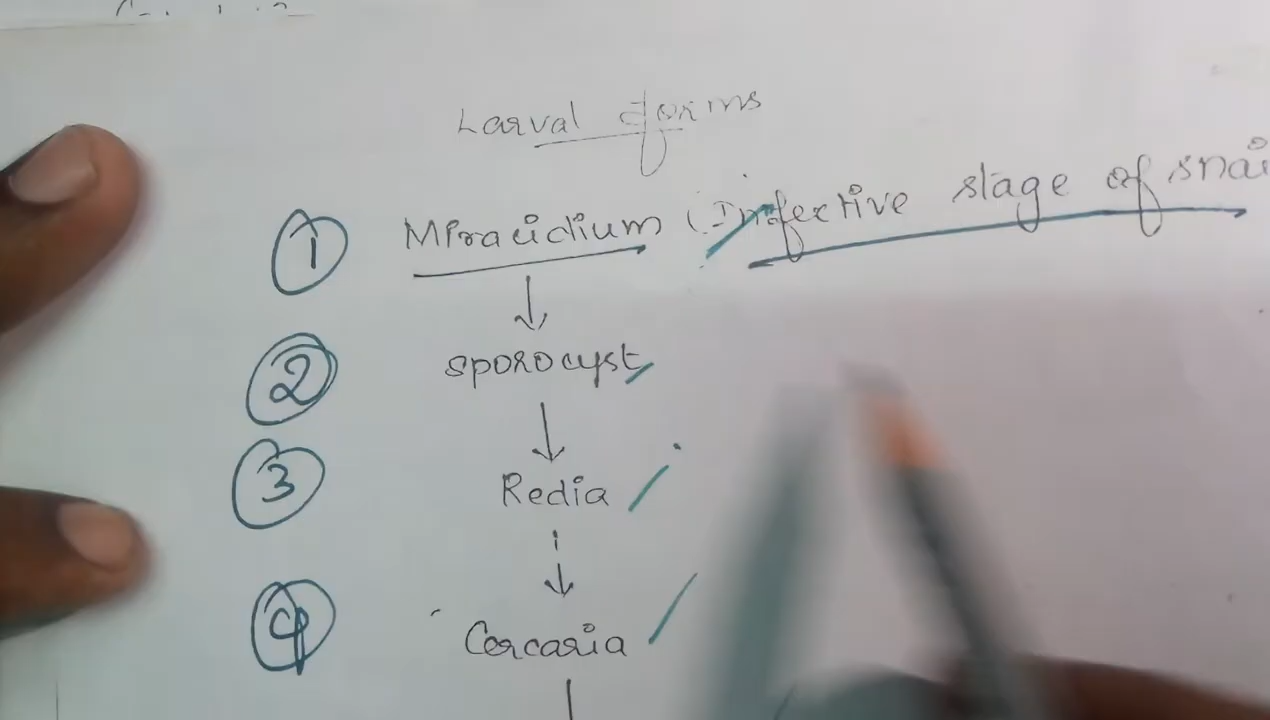 Larval forms
1 Miracidium (Infective stage of snai
2 sporocyst
3 Redia
4 Cercaria